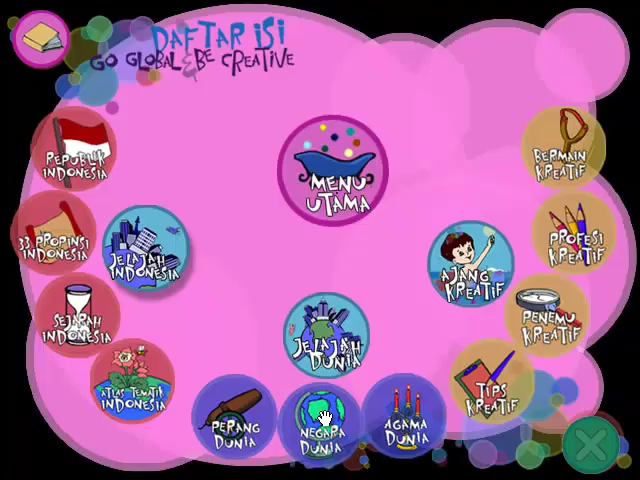 DAFTAR ISI
GO GLOBAL & BE CREATIVE
REPUBLIK
INDONESIA
MENU
UTAMA
BERMAIN
KREATIF
33 PROPINSI
INDONESIA
JELAJAH
INDONESIA
AJANG
KREATIF
PROFESI
KREATIF
SEJARAH
INDONESIA
JELAJAH
DUNIA
PENEMU
KREATIF
ATLAS TEMATIK
INDONESIA
PERANG
DUNIA
NEGARA
DUNIA
AGAMA
DUNIA
TIPS
KREATIF